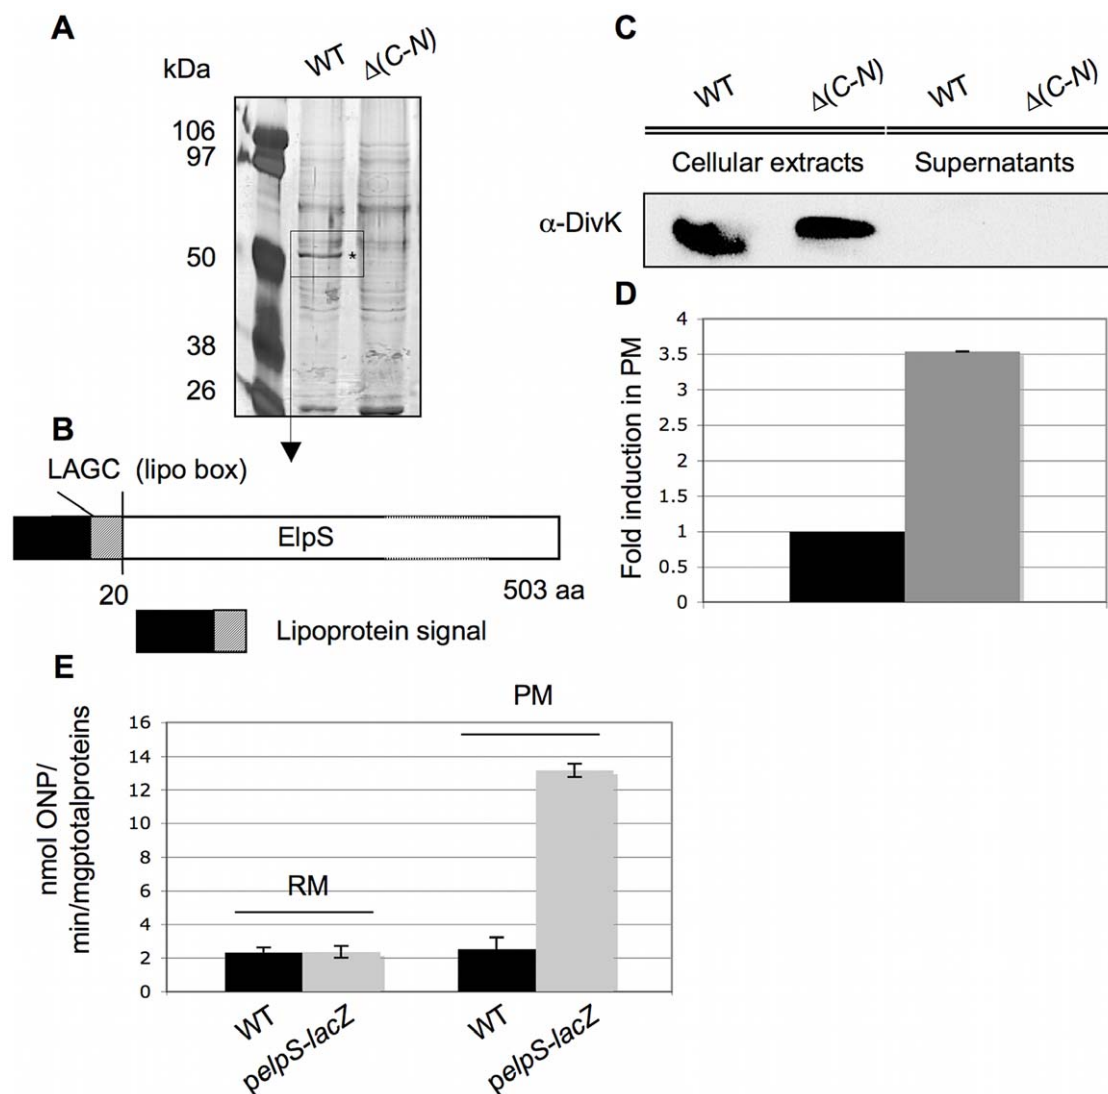 A
WT Δ(C-N)
kDa
106
97
50
*
38
26
B
LAGC (lipo box)
ElpS
20
503 aa
Lipoprotein signal
C
WT Δ(C-N) WT Δ(C-N)
Cellular extracts Supernatants
α-DivK
D
Fold induction in PM
4
3.5
3
2.5
2
1.5
1
0.5
0
E
nmol ONP/
min/mgptotalproteins
16
14
12
10
8
6
4
2
0
PM
RM
WT pelpS-lacZ WT pelpS-lacZ